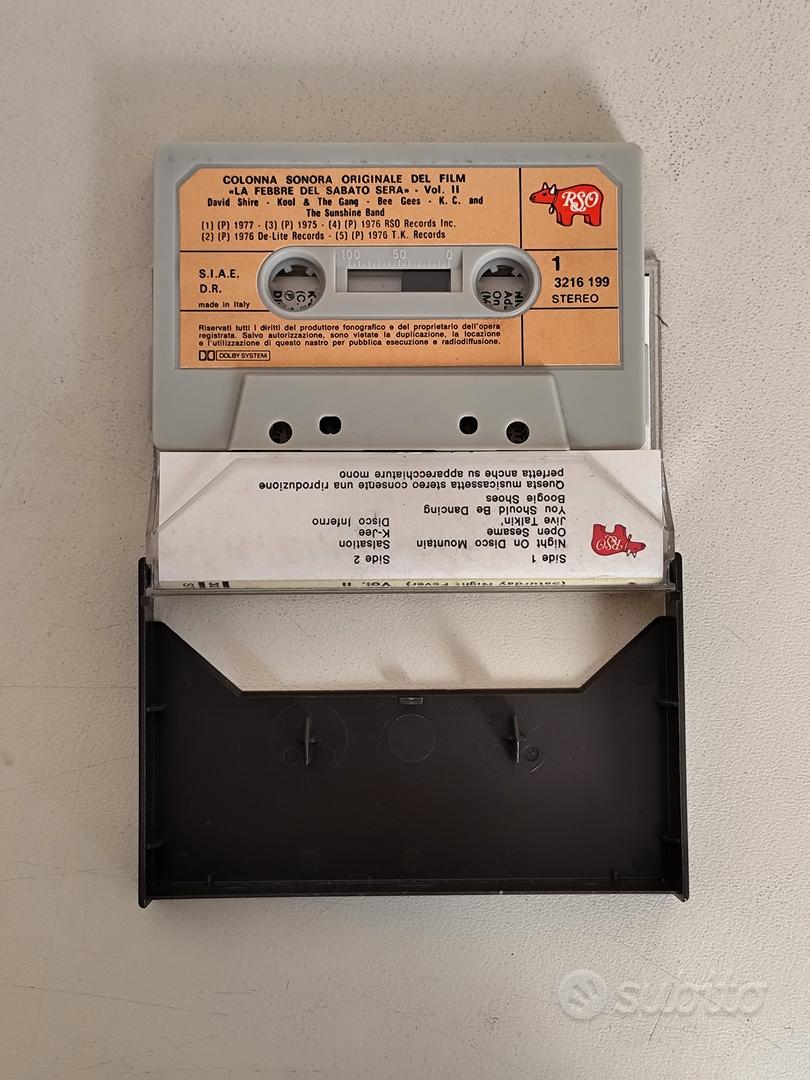 COLONNA SONORA ORIGINALE DEL FILM
«LA FEBBRE DEL SABATO SERA» - Vol. II
David Shire - Kool & The Gang - Bee Gees - K. C. and
The Sunshine Band
(1) (P) 1977 - (3) (P) 1975 - (4) (P) 1976 RSO Records Inc.
(2) (P) 1976 De-Lite Records - (5) (P) 1976 T.K. Records
RSO
100 50 0
S.I.A.E.
D.R.
made in Italy
1
3216 199
STEREO
Riservati tutti i diritti del produttore fonografico e del proprietario dell'opera
registrata. Salvo autorizzazione, sono vietate la duplicazione, la locazione
e l'utilizzazione di questo nastro per pubblica esecuzione e radiodiffusione.
DOLBY SYSTEM
(Saturday Night Fever) Vol. II
RSO
Side 1
Night On Disco Mountain
Open Sesame
Jive Talkin'
You Should Be Dancing
Boogie Shoes
Side 2
Salsation
K-Jee
Disco Inferno
Questa musicassetta stereo consente una riproduzione
perfetta anche su apparecchiature mono
subito